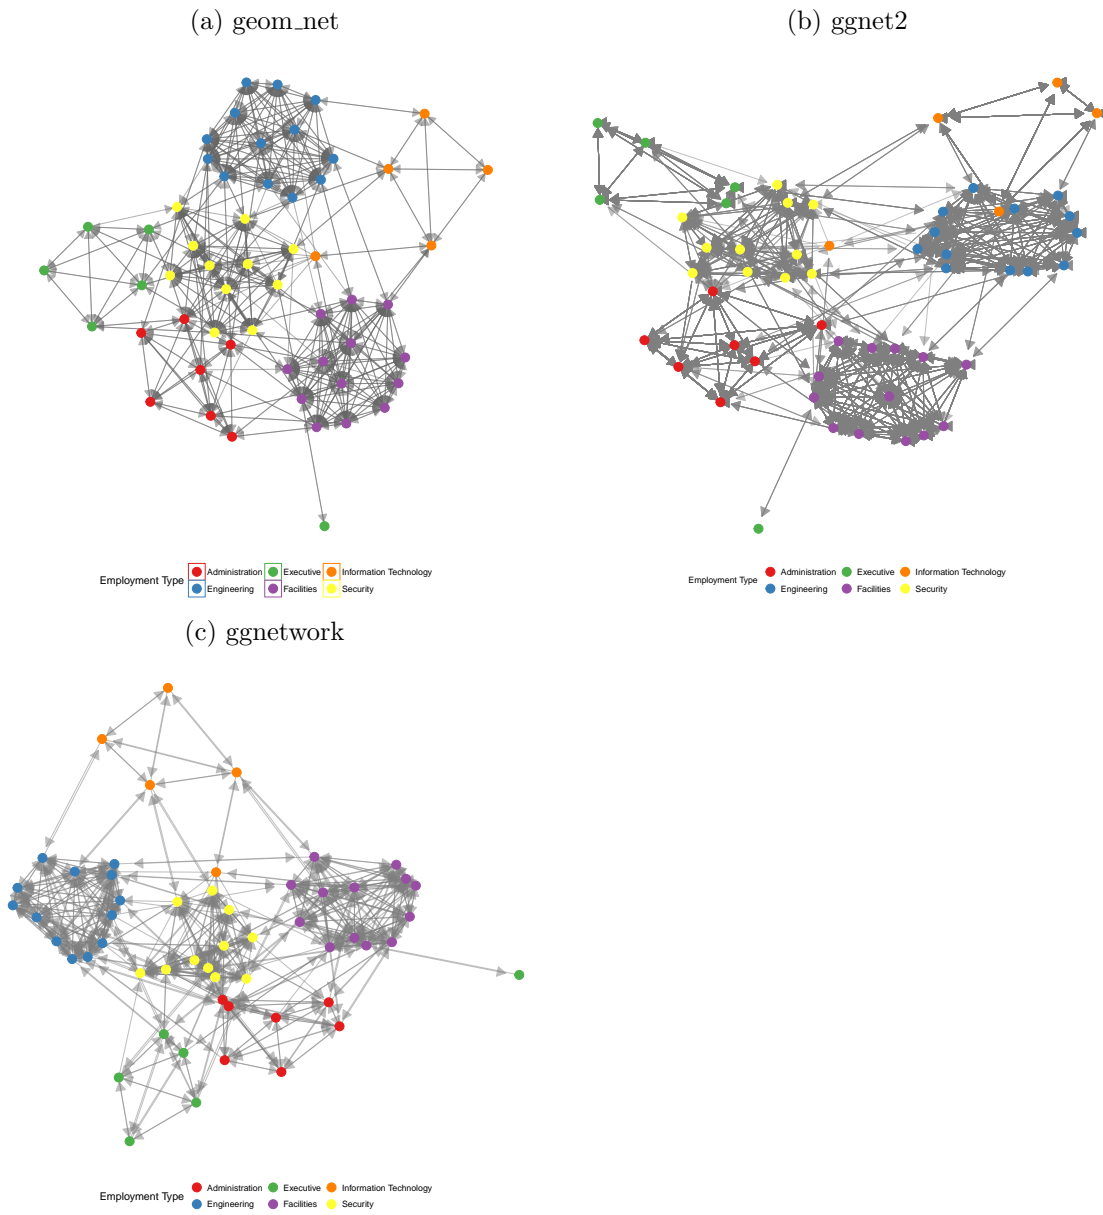 (a) geom_net
(b) ggnet2
Employment Type
Administration
Executive
Information Technology
Engineering
Facilities
Security
Employment Type
Administration
Executive
Information Technology
Engineering
Facilities
Security
(c) ggnetwork
Employment Type
Administration
Executive
Information Technology
Engineering
Facilities
Security